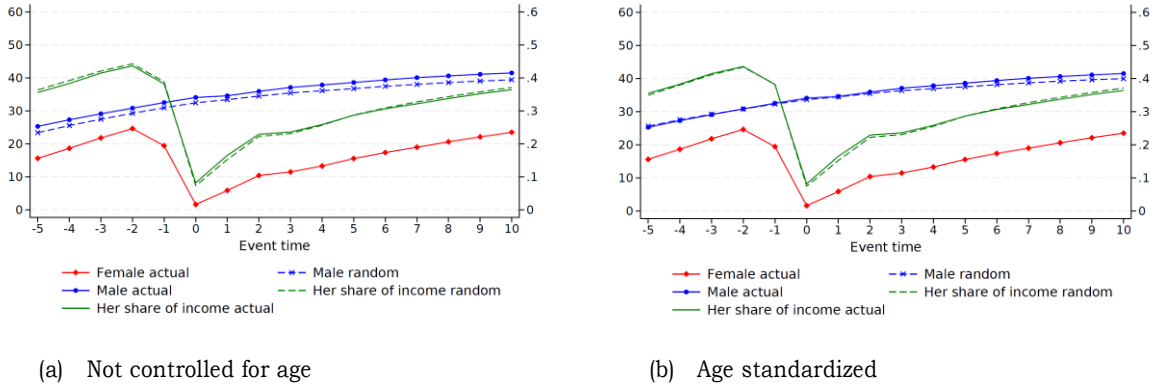 60
50
40
30
20
10
0
.6
.5
.4
.3
.2
.1
0
-5 -4 -3 -2 -1 0 1 2 3 4 5 6 7 8 9 10
Event time
Female actual
Male random
Male actual
Her share of income random
Her share of income actual
(a) Not controlled for age
60
50
40
30
20
10
0
.6
.5
.4
.3
.2
.1
0
-5 -4 -3 -2 -1 0 1 2 3 4 5 6 7 8 9 10
Event time
Female actual
Male random
Male actual
Her share of income random
Her share of income actual
(b) Age standardized